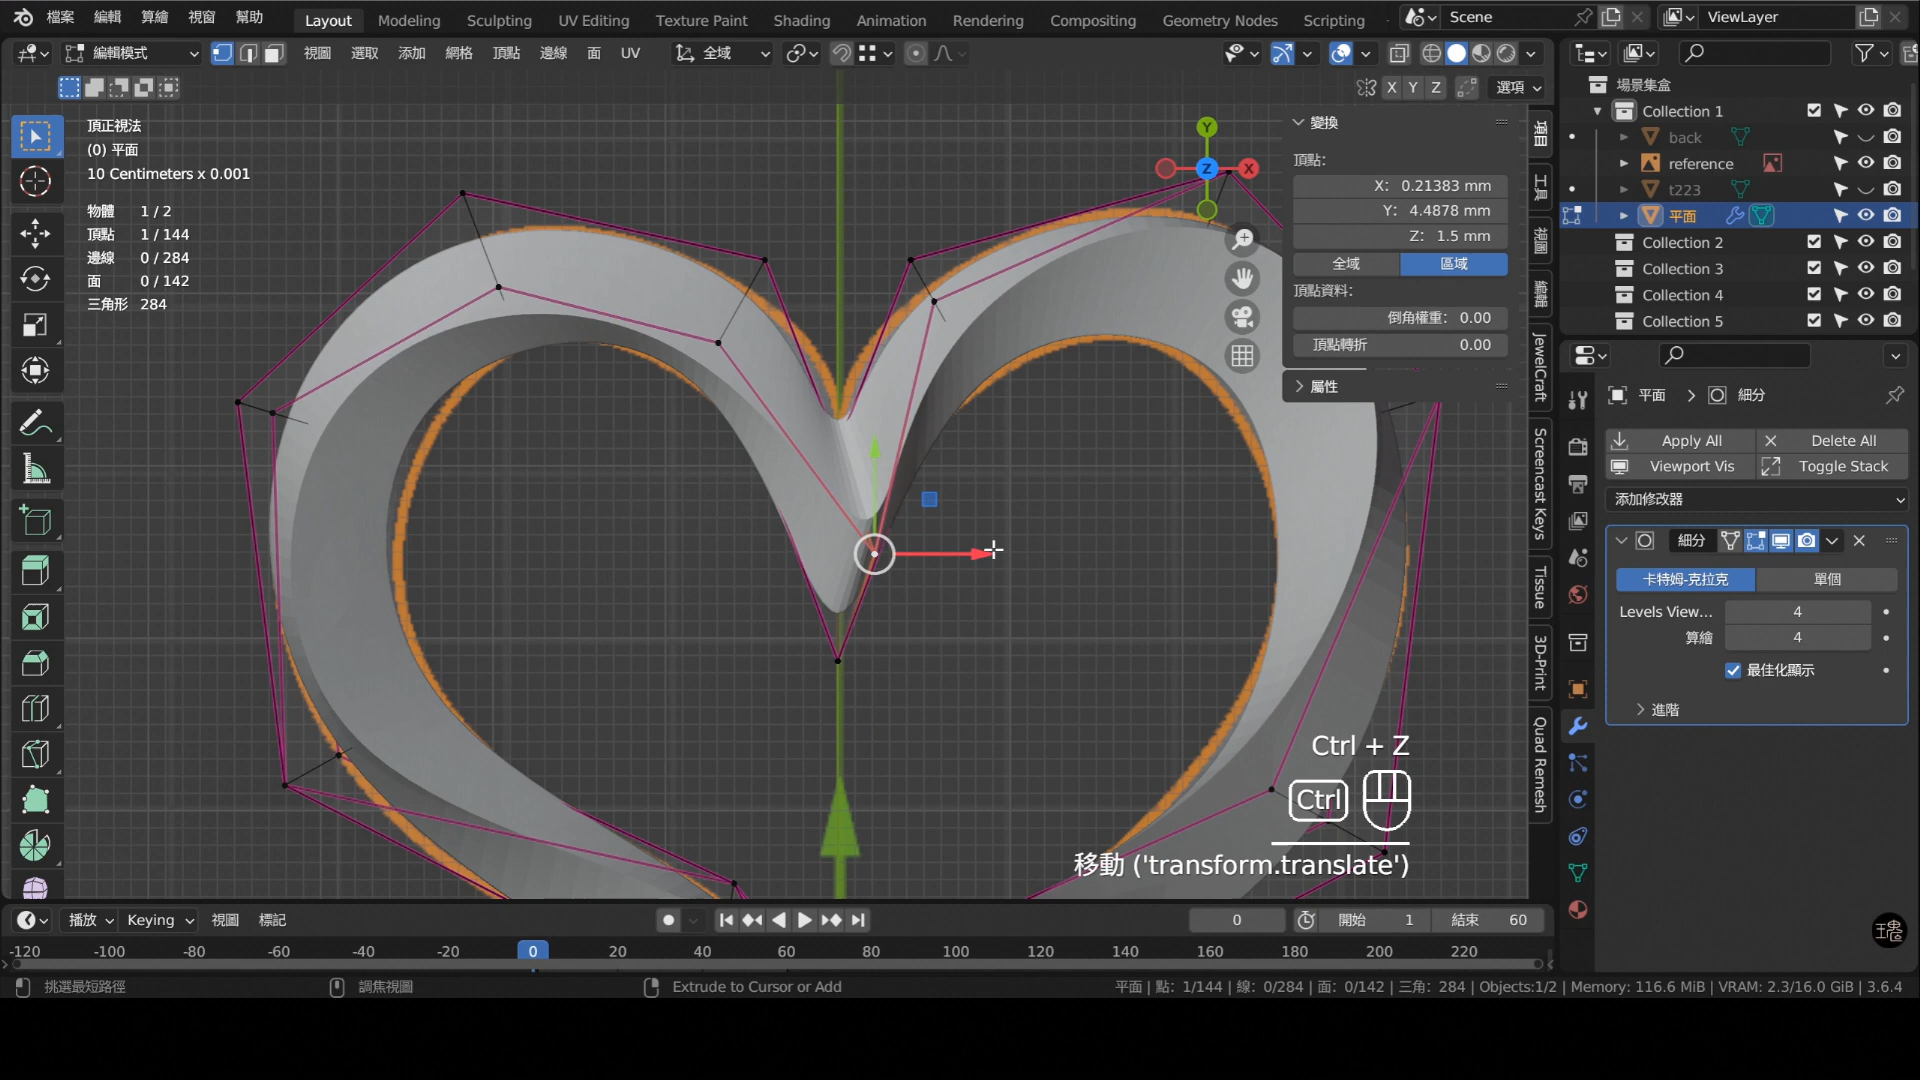 檔案 編輯 算繪 視窗 幫助 Layout Modeling Sculpting UV Editing Texture Paint Shading Animation Rendering Compositing Geometry Nodes Scripting Scene ViewLayer
編輯模式 視圖 選取 添加 網格 頂點 邊線 面 UV 全域
X Y Z 選項
頂正視法
(0) 平面
10 Centimeters x 0.001
物體 1 / 2
頂點 1 / 144
邊線 0 / 284
面 0 / 142
三角形 284
Y
Z X
變換
頂點:
X: 0.21383 mm
Y: 4.4878 mm
Z: 1.5 mm
全域 區域
頂點資料:
倒角權重: 0.00
頂點轉折 0.00
屬性
項目
工具
視圖
編輯
JewelCraft
Screencast Keys
Tissue
3D-Print
Quad Remesh
場景集盒
Collection 1
back
reference
t223
平面
Collection 2
Collection 3
Collection 4
Collection 5
平面 細分
Apply All Delete All
Viewport Vis Toggle Stack
添加修改器
細分
卡特姆-克拉克 單個
Levels View... 4
算繪 4
最佳化顯示
進階
Ctrl + Z
Ctrl
移動 ('transform.translate')
播放 Keying 視圖 標記 0 開始 1 結束 60
-120 -100 -80 -60 -40 -20 0 20 40 60 80 100 120 140 160 180 200 220
挑選最短路徑 調焦視圖 Extrude to Cursor or Add 平面 | 點: 1/144 | 線: 0/284 | 面: 0/142 | 三角: 284 | Objects:1/2 | Memory: 116.6 MiB | VRAM: 2.3/16.0 GiB | 3.6.4